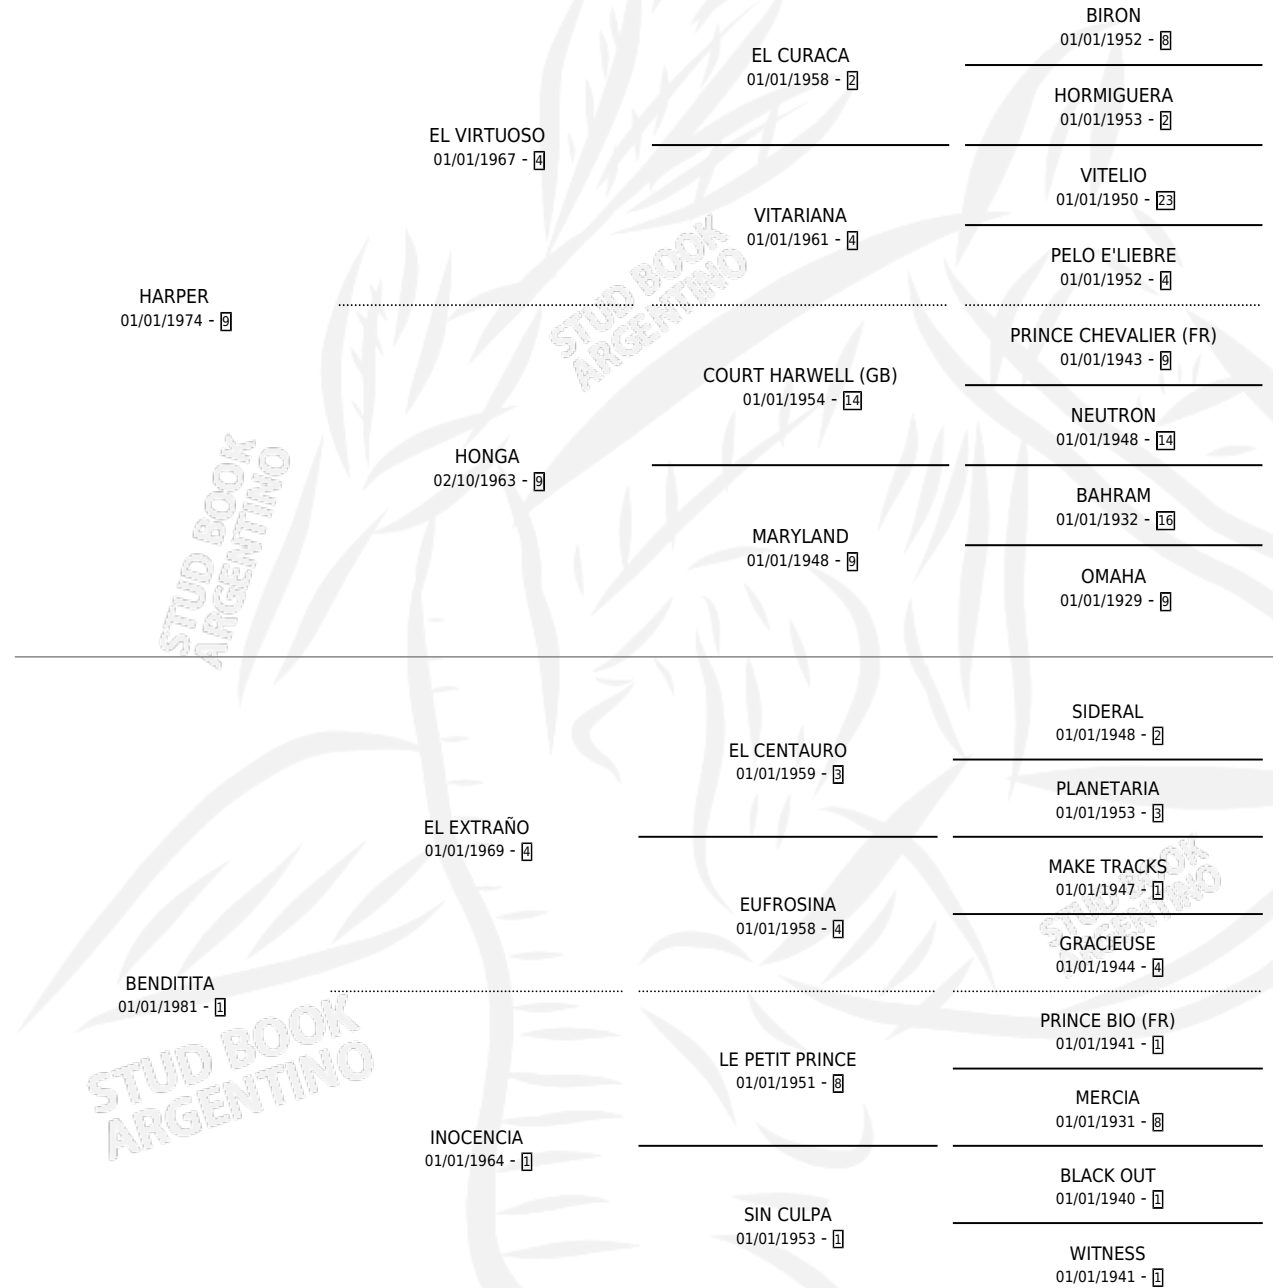 BIRON
01/01/1952 - 8
EL CURACA
01/01/1958 - 2
HORMIGUERA
01/01/1953 - 2
EL VIRTUOSO
01/01/1967 - 4
VITELIO
01/01/1950 - 23
VITARIANA
01/01/1961 - 4
PELO E'LIEBRE
01/01/1952 - 4
HARPER
01/01/1974 - 9
PRINCE CHEVALIER (FR)
01/01/1943 - 9
COURT HARWELL (GB)
01/01/1954 - 14
NEUTRON
01/01/1948 - 14
HONGA
02/10/1963 - 9
BAHRAM
01/01/1932 - 16
MARYLAND
01/01/1948 - 9
OMAHA
01/01/1929 - 9
SIDERAL
01/01/1948 - 2
EL CENTAURO
01/01/1959 - 3
PLANETARIA
01/01/1953 - 3
EL EXTRAÑO
01/01/1969 - 4
MAKE TRACKS
01/01/1947 - 1
EUFROSINA
01/01/1958 - 4
GRACIEUSE
01/01/1944 - 4
BENDITITA
01/01/1981 - 1
PRINCE BIO (FR)
01/01/1941 - 1
LE PETIT PRINCE
01/01/1951 - 8
MERCIA
01/01/1931 - 8
INOCENCIA
01/01/1964 - 1
BLACK OUT
01/01/1940 - 1
SIN CULPA
01/01/1953 - 1
WITNESS
01/01/1941 - 1
STUD BOOK
ARGENTINO
STUD BOOK
ARGENTINO
STUD BOOK
ARGENTINO
STUD BOOK
ARGENTINO